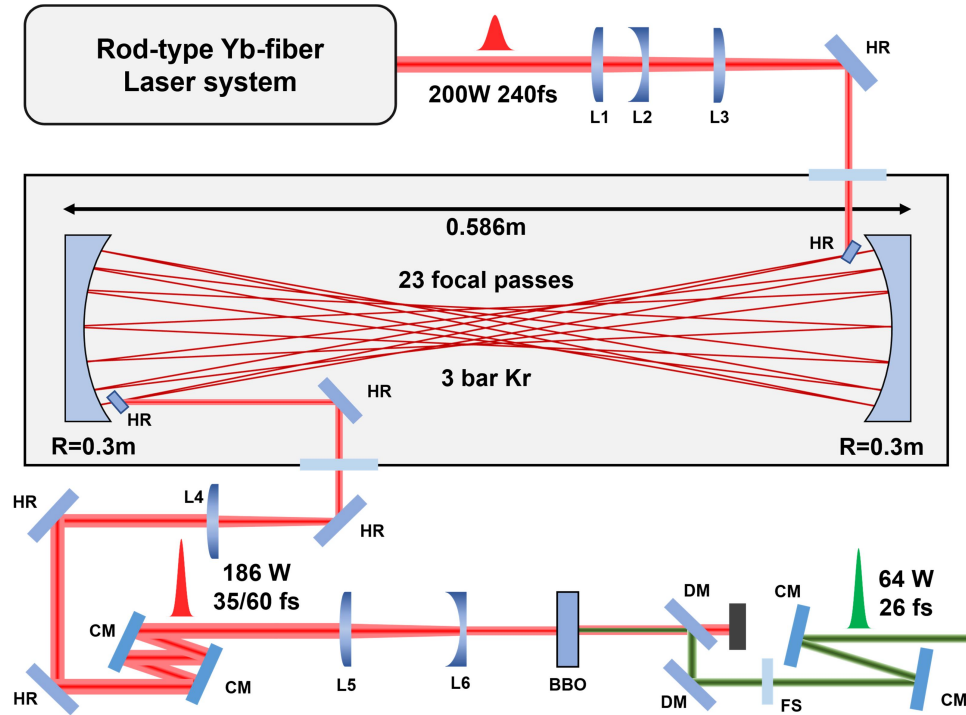 Rod-type Yb-fiber
Laser system
200W 240fs
L1
L2
L3
HR
0.586m
HR
23 focal passes
3 bar Kr
HR
HR
R=0.3m
R=0.3m
HR
L4
HR
186 W
35/60 fs
CM
CM
HR
L5
L6
BBO
DM
DM
FS
CM
64 W
26 fs
CM